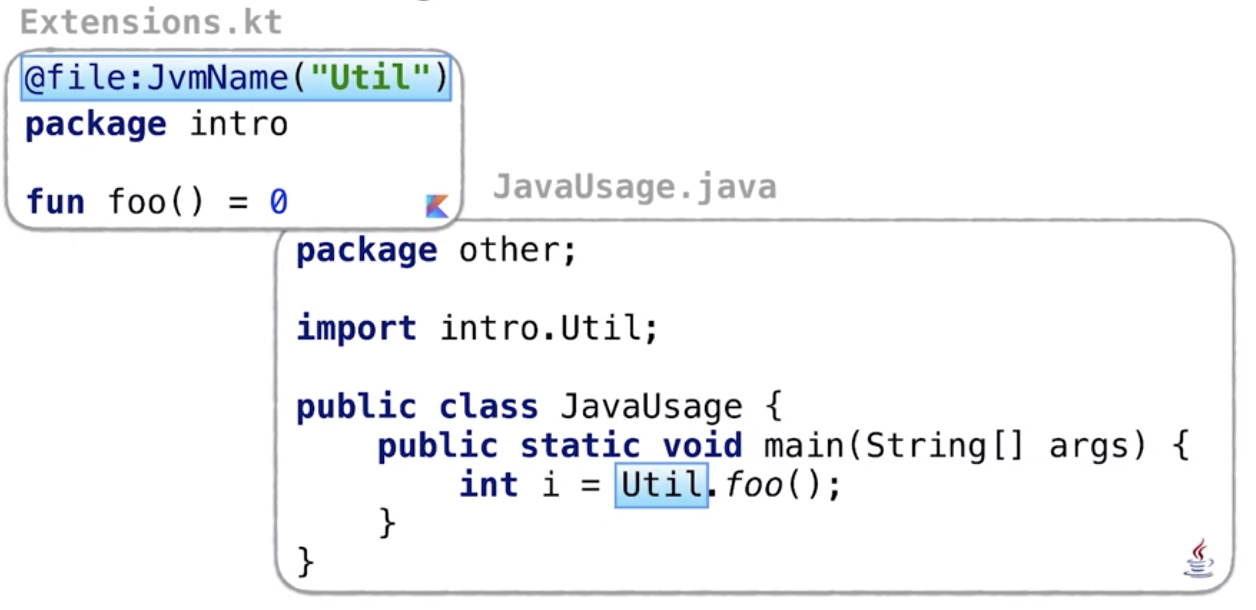 Extensions.kt
@file:JvmName("Util")
package intro
fun foo() = 0
JavaUsage.java
package other;
import intro.Util;
public class JavaUsage {
    public static void main(String[] args) {
        int i = Util.foo();
    }
}